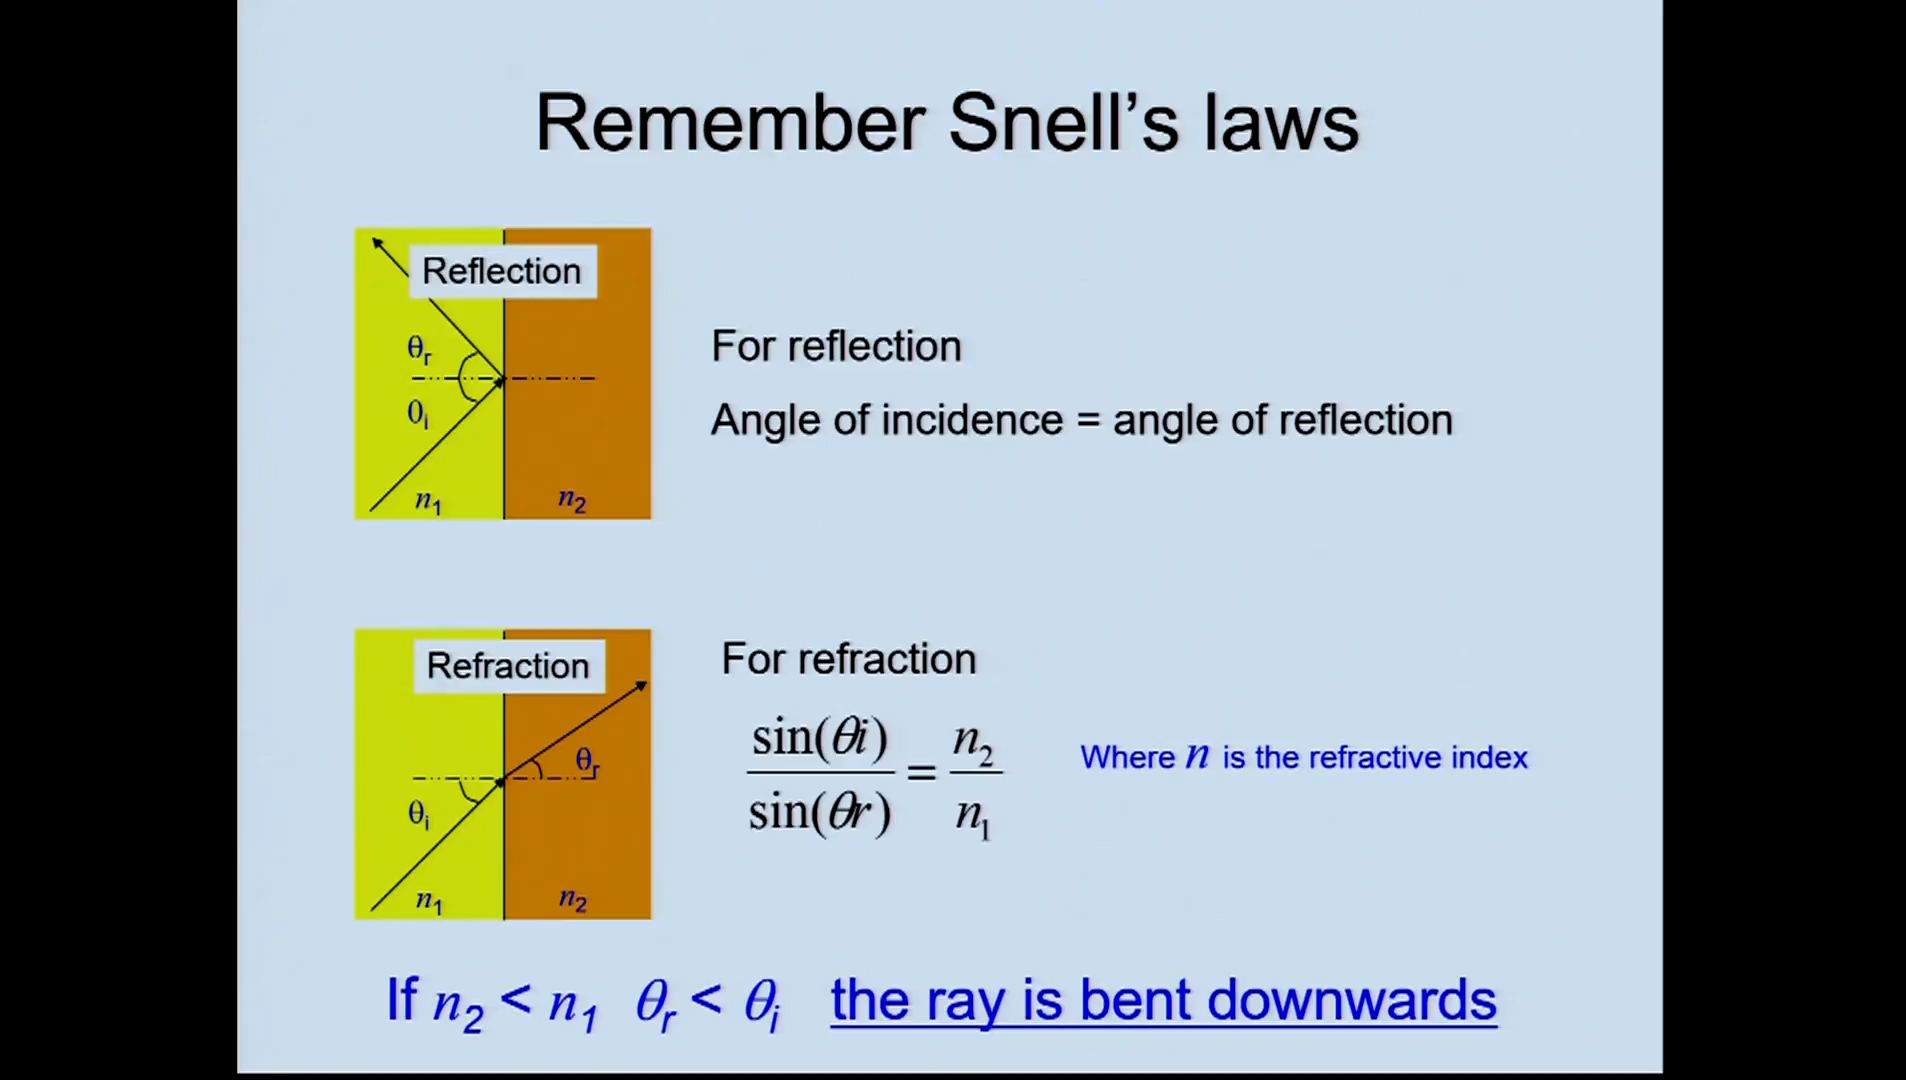 Remember Snell’s laws
Reflection
θr
θi
n1
n2
For reflection
Angle of incidence = angle of reflection
Refraction
θr
θi
n1
n2
For refraction
sin(θi)
sin(θr)
=
n2
n1
Where n is the refractive index
If n2 < n1 θr < θi the ray is bent downwards